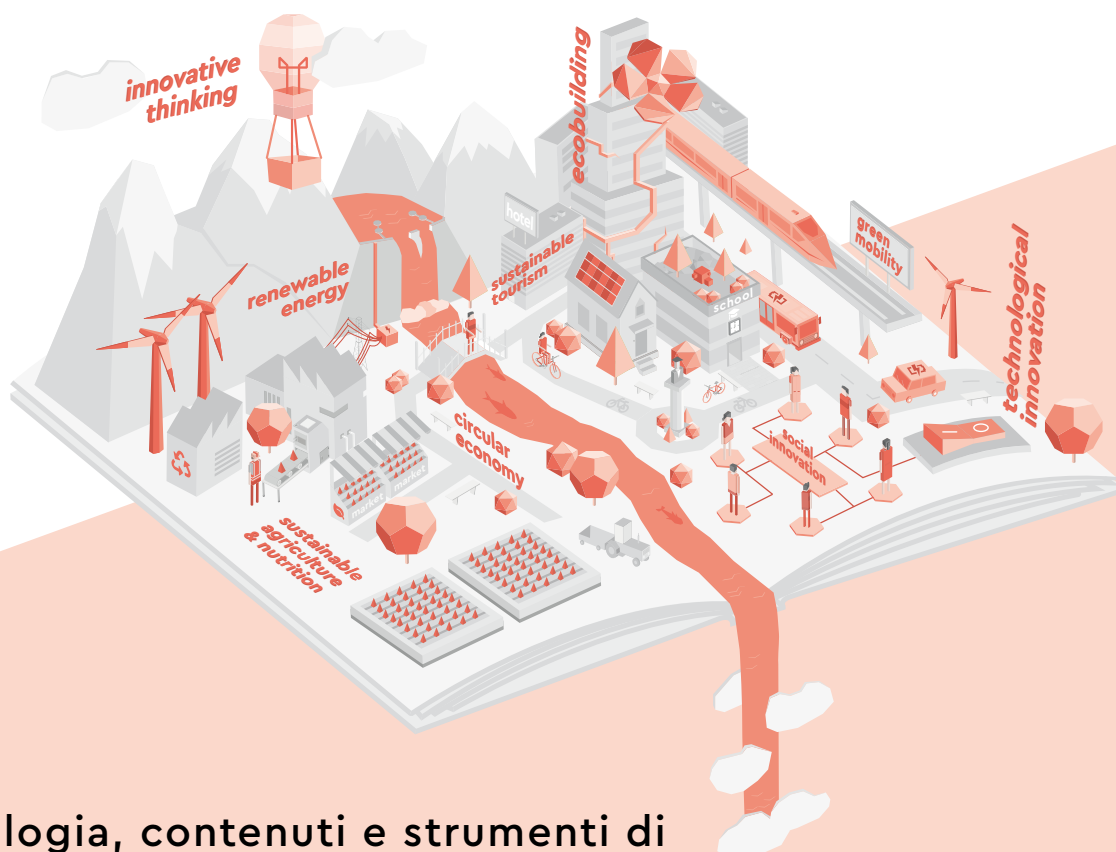 innovative
thinking
ecobuilding
hotel
green
mobility
renewable
energy
sustainable
tourism
school
technological
innovation
circular
economy
social
innovation
market
market
sustainable
agriculture
& nutrition
logia, contenuti e strumenti di